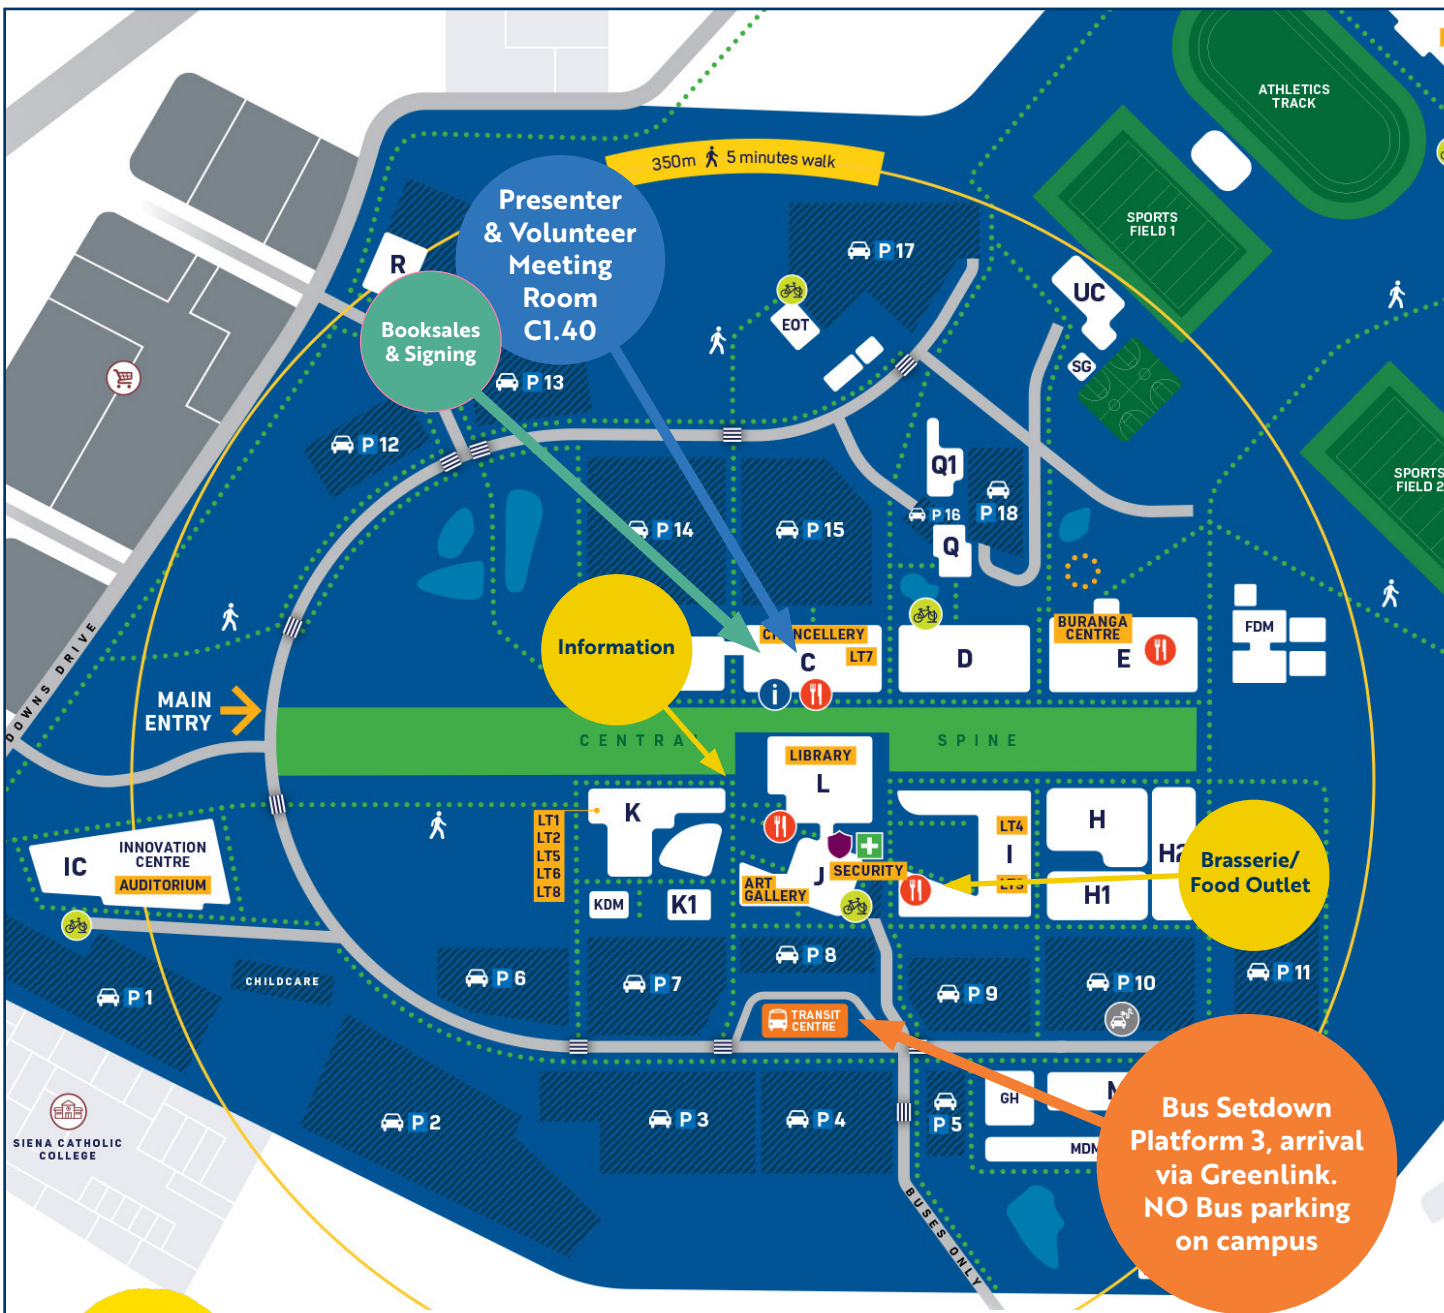 350m 5 minutes walk
ATHLETICS
TRACK
SPORTS
FIELD 1
Presenter
& Volunteer
Meeting
Room
C1.40
P 17
R
UC
EOT
Booksales
& Signing
SG
P 13
P 12
Q1
SPORTS
FIELD 2
P 14
P 15
P 16
P 18
Q
Information
CHANCELLERY
C
LT7
D
BURANGA
CENTRE
E
FDM
DOWNS DRIVE
MAIN
ENTRY
i
CENTRAL
SPINE
LIBRARY
L
K
LT1
LT2
LT5
LT6
LT8
LT4
I
LT3
H
H2
H1
IC
INNOVATION
CENTRE
AUDITORIUM
J
SECURITY
ART
GALLERY
Brasserie/
Food Outlet
KDM
K1
P 8
P 6
P 7
P 9
P 10
P 11
P 1
CHILDCARE
TRANSIT
CENTRE
GH
P 2
P 3
P 4
P 5
MDM
SIENA CATHOLIC
COLLEGE
BUSES ONLY
Bus Setdown
Platform 3, arrival
via Greenlink.
NO Bus parking
on campus